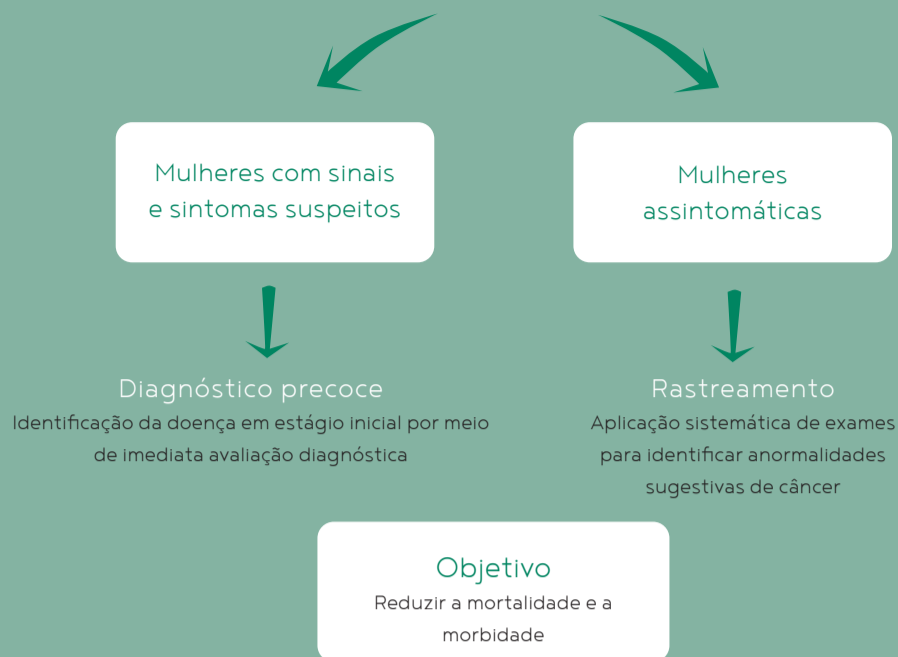 Mulheres com sinais
e sintomas suspeitos
Mulheres
assintomáticas
Diagnóstico precoce
Identificação da doença em estágio inicial por meio
de imediata avaliação diagnóstica
Rastreamento
Aplicação sistemática de exames
para identificar anormalidades
sugestivas de câncer
Objetivo
Reduzir a mortalidade e a
morbidade